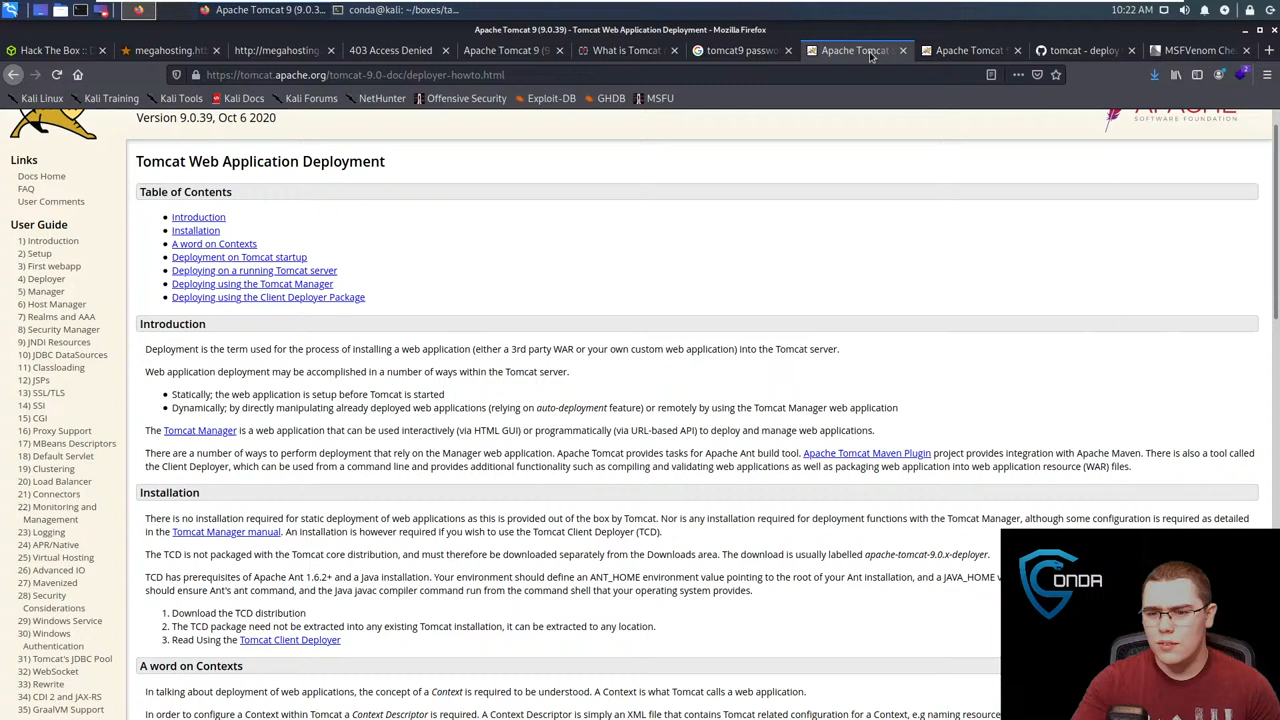 Apache Tomcat 9 (9.0.3...
conda@kali: ~/boxes/ta...
10:22 AM
Apache Tomcat 9 (9.0.39) - Tomcat Web Application Deployment - Mozilla Firefox
Hack The Box :: D
megahosting.htb
http://megahosting
403 Access Denied
Apache Tomcat 9 (9
What is Tomcat
tomcat9 passwo
Apache Tomcat
Apache Tomcat
tomcat - deploy
MSFVenom Che
https://tomcat.apache.org/tomcat-9.0-doc/deployer-howto.html
Kali Linux
Kali Training
Kali Tools
Kali Docs
Kali Forums
NetHunter
Offensive Security
Exploit-DB
GHDB
MSFU
Version 9.0.39, Oct 6 2020
SOFTWARE FOUNDATION
Links
Docs Home
FAQ
User Comments
User Guide
1) Introduction
2) Setup
3) First webapp
4) Deployer
5) Manager
6) Host Manager
7) Realms and AAA
8) Security Manager
9) JNDI Resources
10) JDBC DataSources
11) Classloading
12) JSPs
13) SSL/TLS
14) SSI
15) CGI
16) Proxy Support
17) MBeans Descriptors
18) Default Servlet
19) Clustering
20) Load Balancer
21) Connectors
22) Monitoring and
Management
23) Logging
24) APR/Native
25) Virtual Hosting
26) Advanced IO
27) Mavenized
28) Security
Considerations
29) Windows Service
30) Windows
Authentication
31) Tomcat's JDBC Pool
32) WebSocket
33) Rewrite
34) CDI 2 and JAX-RS
35) GraalVM Support
Tomcat Web Application Deployment
Table of Contents
Introduction
Installation
A word on Contexts
Deployment on Tomcat startup
Deploying on a running Tomcat server
Deploying using the Tomcat Manager
Deploying using the Client Deployer Package
Introduction
Deployment is the term used for the process of installing a web application (either a 3rd party WAR or your own custom web application) into the Tomcat server.
Web application deployment may be accomplished in a number of ways within the Tomcat server.
Statically; the web application is setup before Tomcat is started
Dynamically; by directly manipulating already deployed web applications (relying on auto-deployment feature) or remotely by using the Tomcat Manager web application
The Tomcat Manager is a web application that can be used interactively (via HTML GUI) or programmatically (via URL-based API) to deploy and manage web applications.
There are a number of ways to perform deployment that rely on the Manager web application. Apache Tomcat provides tasks for Apache Ant build tool. Apache Tomcat Maven Plugin project provides integration with Apache Maven. There is also a tool called
the Client Deployer, which can be used from a command line and provides additional functionality such as compiling and validating web applications as well as packaging web application into web application resource (WAR) files.
Installation
There is no installation required for static deployment of web applications as this is provided out of the box by Tomcat. Nor is any installation required for deployment functions with the Tomcat Manager, although some configuration is required as detailed
in the Tomcat Manager manual. An installation is however required if you wish to use the Tomcat Client Deployer (TCD).
The TCD is not packaged with the Tomcat core distribution, and must therefore be downloaded separately from the Downloads area. The download is usually labelled apache-tomcat-9.0.x-deployer.
TCD has prerequisites of Apache Ant 1.6.2+ and a Java installation. Your environment should define an ANT_HOME environment value pointing to the root of your Ant installation, and a JAVA_HOME v
should ensure Ant's ant command, and the Java javac compiler command run from the command shell that your operating system provides.
1. Download the TCD distribution
2. The TCD package need not be extracted into any existing Tomcat installation, it can be extracted to any location.
3. Read Using the Tomcat Client Deployer
A word on Contexts
In talking about deployment of web applications, the concept of a Context is required to be understood. A Context is what Tomcat calls a web application.
In order to configure a Context within Tomcat a Context Descriptor is required. A Context Descriptor is simply an XML file that contains Tomcat related configuration for a Context, e.g naming resource
CONDA